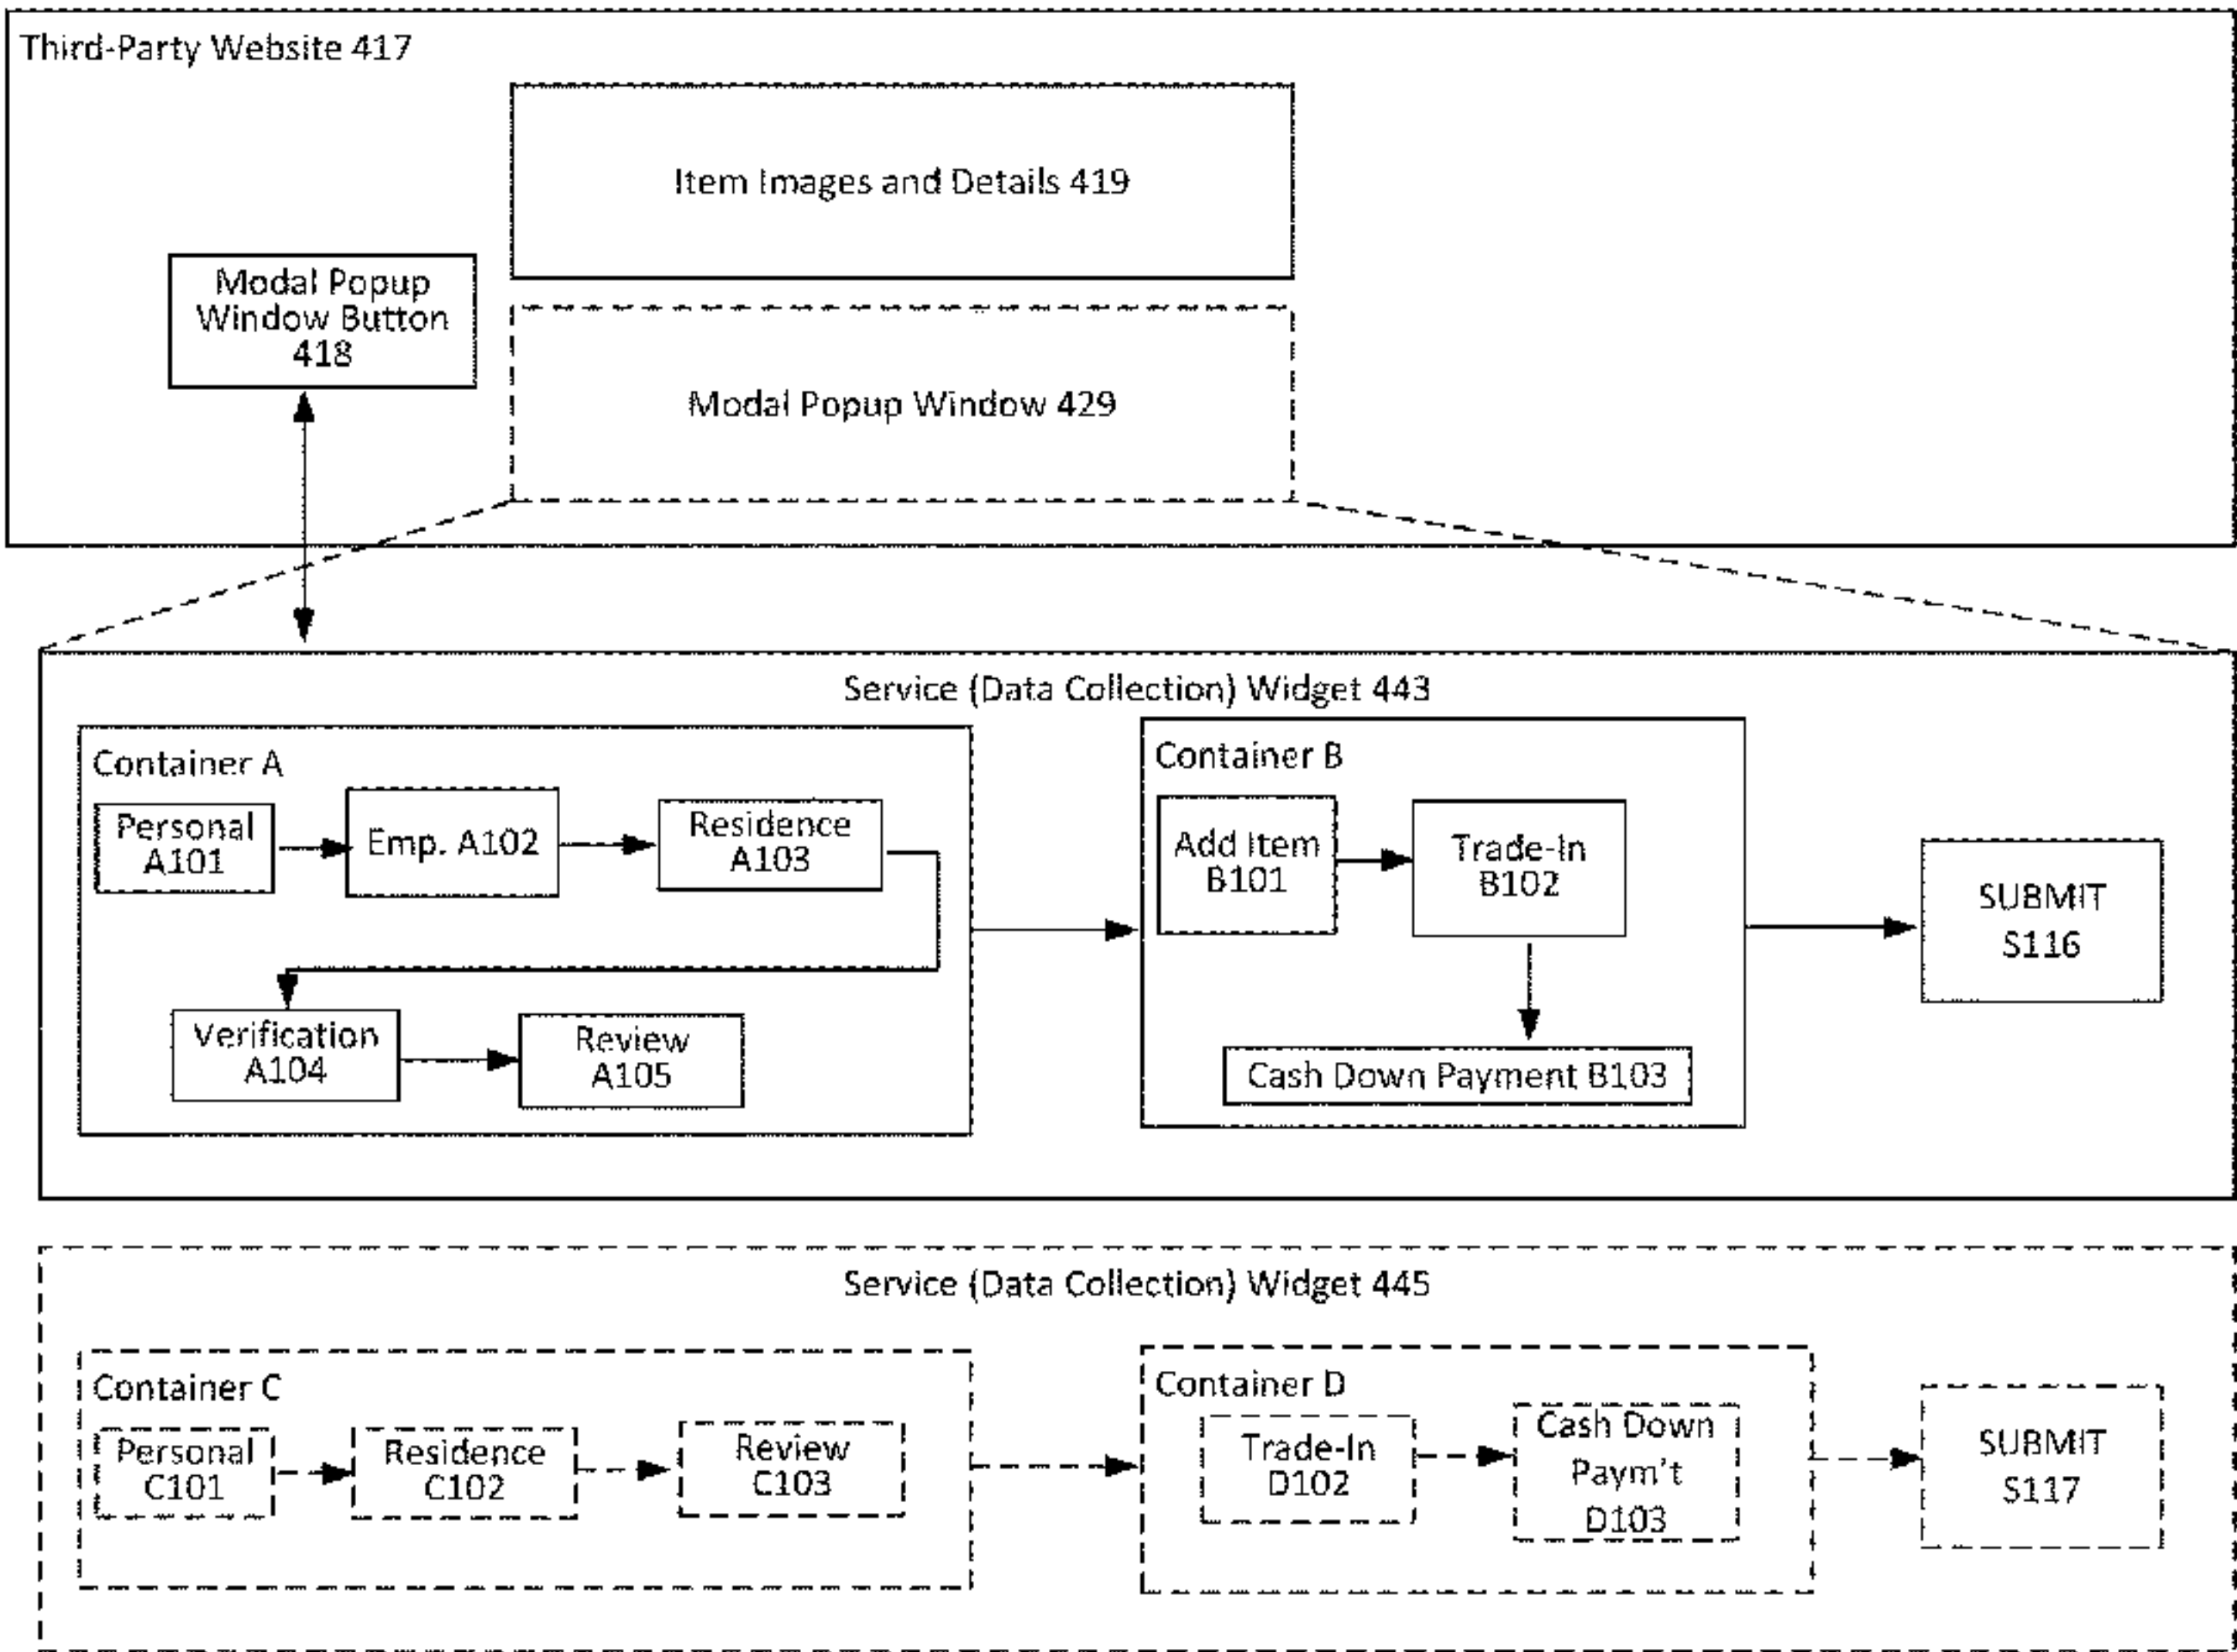 Third-Party Website 417
Item Images and Details 419
Modal Popup
Window Button
418
Modal Popup Window 429
Service (Data Collection) Widget 443
Container A
Personal
A101
Emp. A102
Residence
A103
Verification
A104
Review
A105
Container B
Add Item
B101
Trade-In
B102
Cash Down Payment B103
SUBMIT
S116
Service (Data Collection) Widget 445
Container C
Personal
C101
Residence
C102
Review
C103
Container D
Trade-In
D102
Cash Down
Paym't
D103
SUBMIT
S117